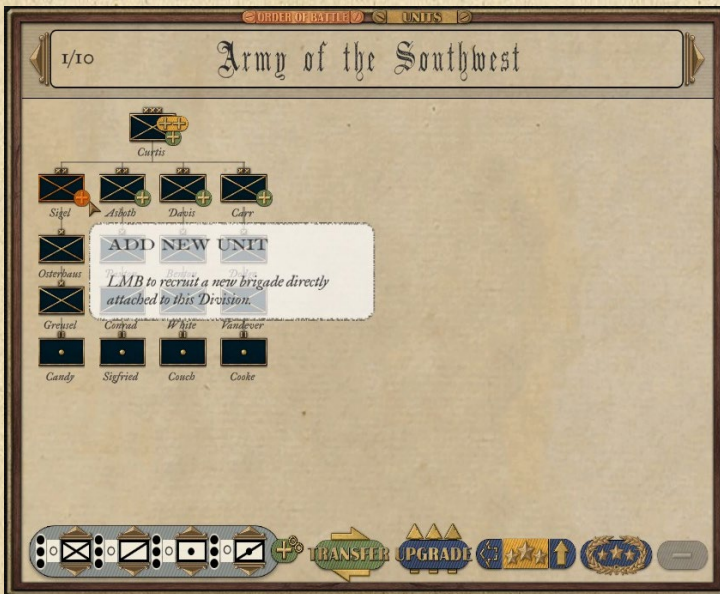 ORDER OF BATTLE
UNITS
1/10
Army of the Southwest
Curtis
Sigel Asboth Davis Carr
ADD NEW UNIT
LMB to recruit a new brigade directly
attached to this Division.
Osterhaus
Greusel Conrad White Vandever
Candy Sigfried Couch Cooke
TRANSFER UPGRADE